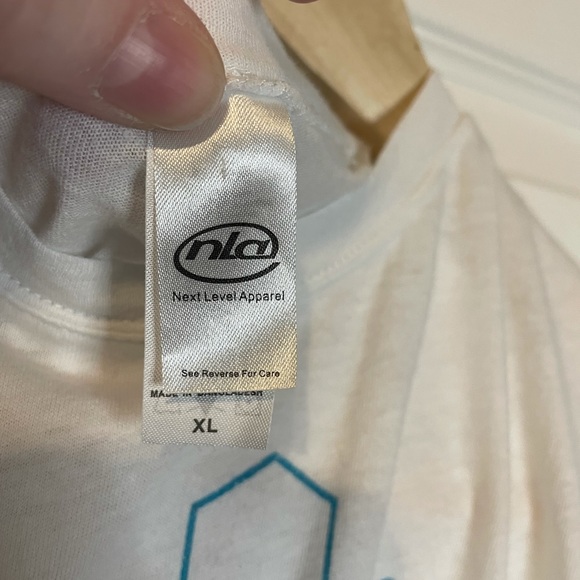 nla
Next Level Apparel
See Reverse For Care
MADE IN BANGLADESH
XL